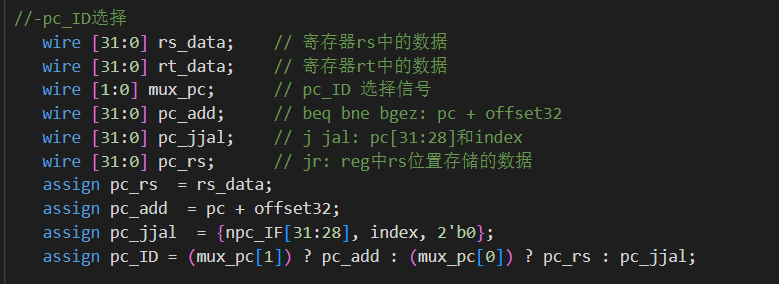 //-pc_ID选择
wire [31:0] rs_data; // 寄存器rs中的数据
wire [31:0] rt_data; // 寄存器rt中的数据
wire [1:0] mux_pc; // pc_ID 选择信号
wire [31:0] pc_add; // beq bne bgez: pc + offset32
wire [31:0] pc_jjal; // j jal: pc[31:28]和index
wire [31:0] pc_rs; // jr: reg中rs位置存储的数据
assign pc_rs = rs_data;
assign pc_add = pc + offset32;
assign pc_jjal = {npc_IF[31:28], index, 2'b0};
assign pc_ID = (mux_pc[1]) ? pc_add : (mux_pc[0]) ? pc_rs : pc_jjal;